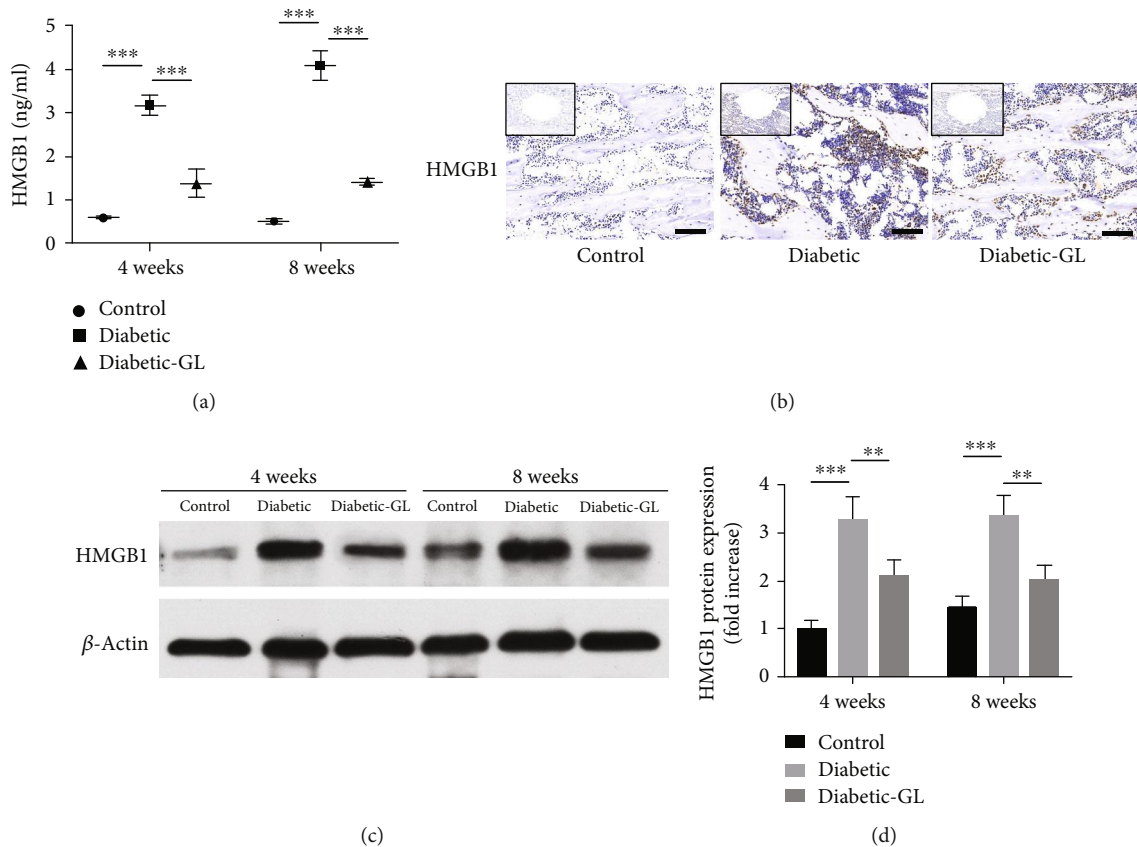 5
4
3
2
1
0
HMGB1 (ng/ml)
***
***
***
***
4 weeks
8 weeks
Control
Diabetic
Diabetic-GL
(a)
HMGB1
Control
Diabetic
Diabetic-GL
(b)
4 weeks
8 weeks
Control
Diabetic
Diabetic-GL
Control
Diabetic
Diabetic-GL
HMGB1
β-Actin
(c)
HMGB1 protein expression
(fold increase)
4
3
2
1
0
***
**
***
**
4 weeks
8 weeks
Control
Diabetic
Diabetic-GL
(d)